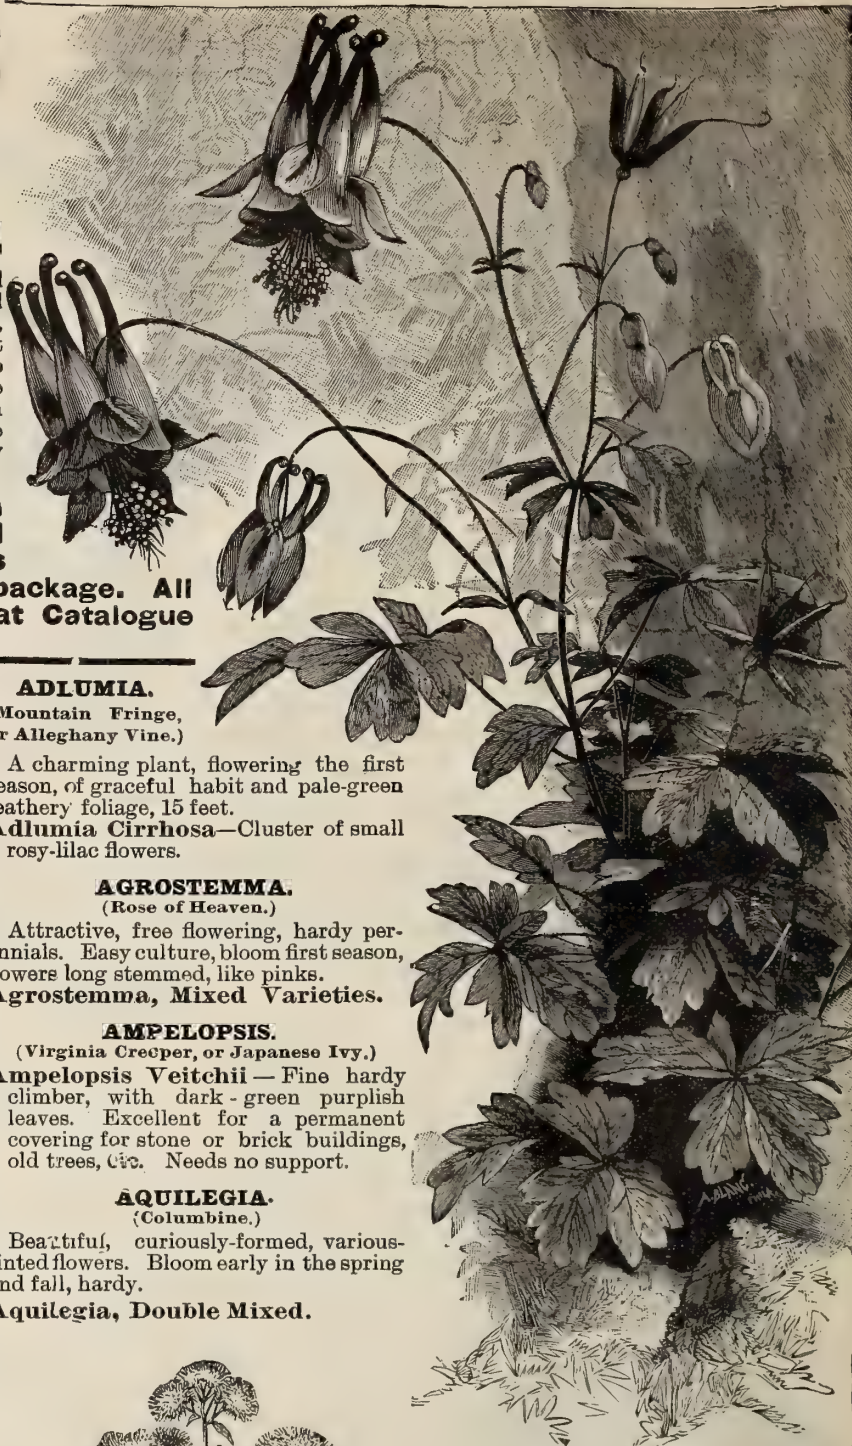 package. All
at Catalogue
ADLUMIA.
Mountain Fringe,
r Alleghany Vine.)
A charming plant, flowering the first
eason, of graceful habit and pale-green
eathery foliage, 15 feet.
Adlumia Cirrhosa—Cluster of small
rosy-lilac flowers.
AGROSTEMMA.
(Rose of Heaven.)
Attractive, free flowering, hardy per-
nnials. Easy culture, bloom first season,
owers long stemmed, like pinks.
Agrostemma, Mixed Varieties.
AMPELOPSIS.
(Virginia Creeper, or Japanese Ivy.)
Ampelopsis Veitchii — Fine hardy
climber, with dark-green purplish
leaves. Excellent for a permanent
covering for stone or brick buildings,
old trees, etc. Needs no support.
AQUILEGIA.
(Columbine.)
Beautiful, curiously-formed, various-
inted flowers. Bloom early in the spring
nd fall, hardy.
Aquilegia, Double Mixed.
A. BLANC.
PHILA.